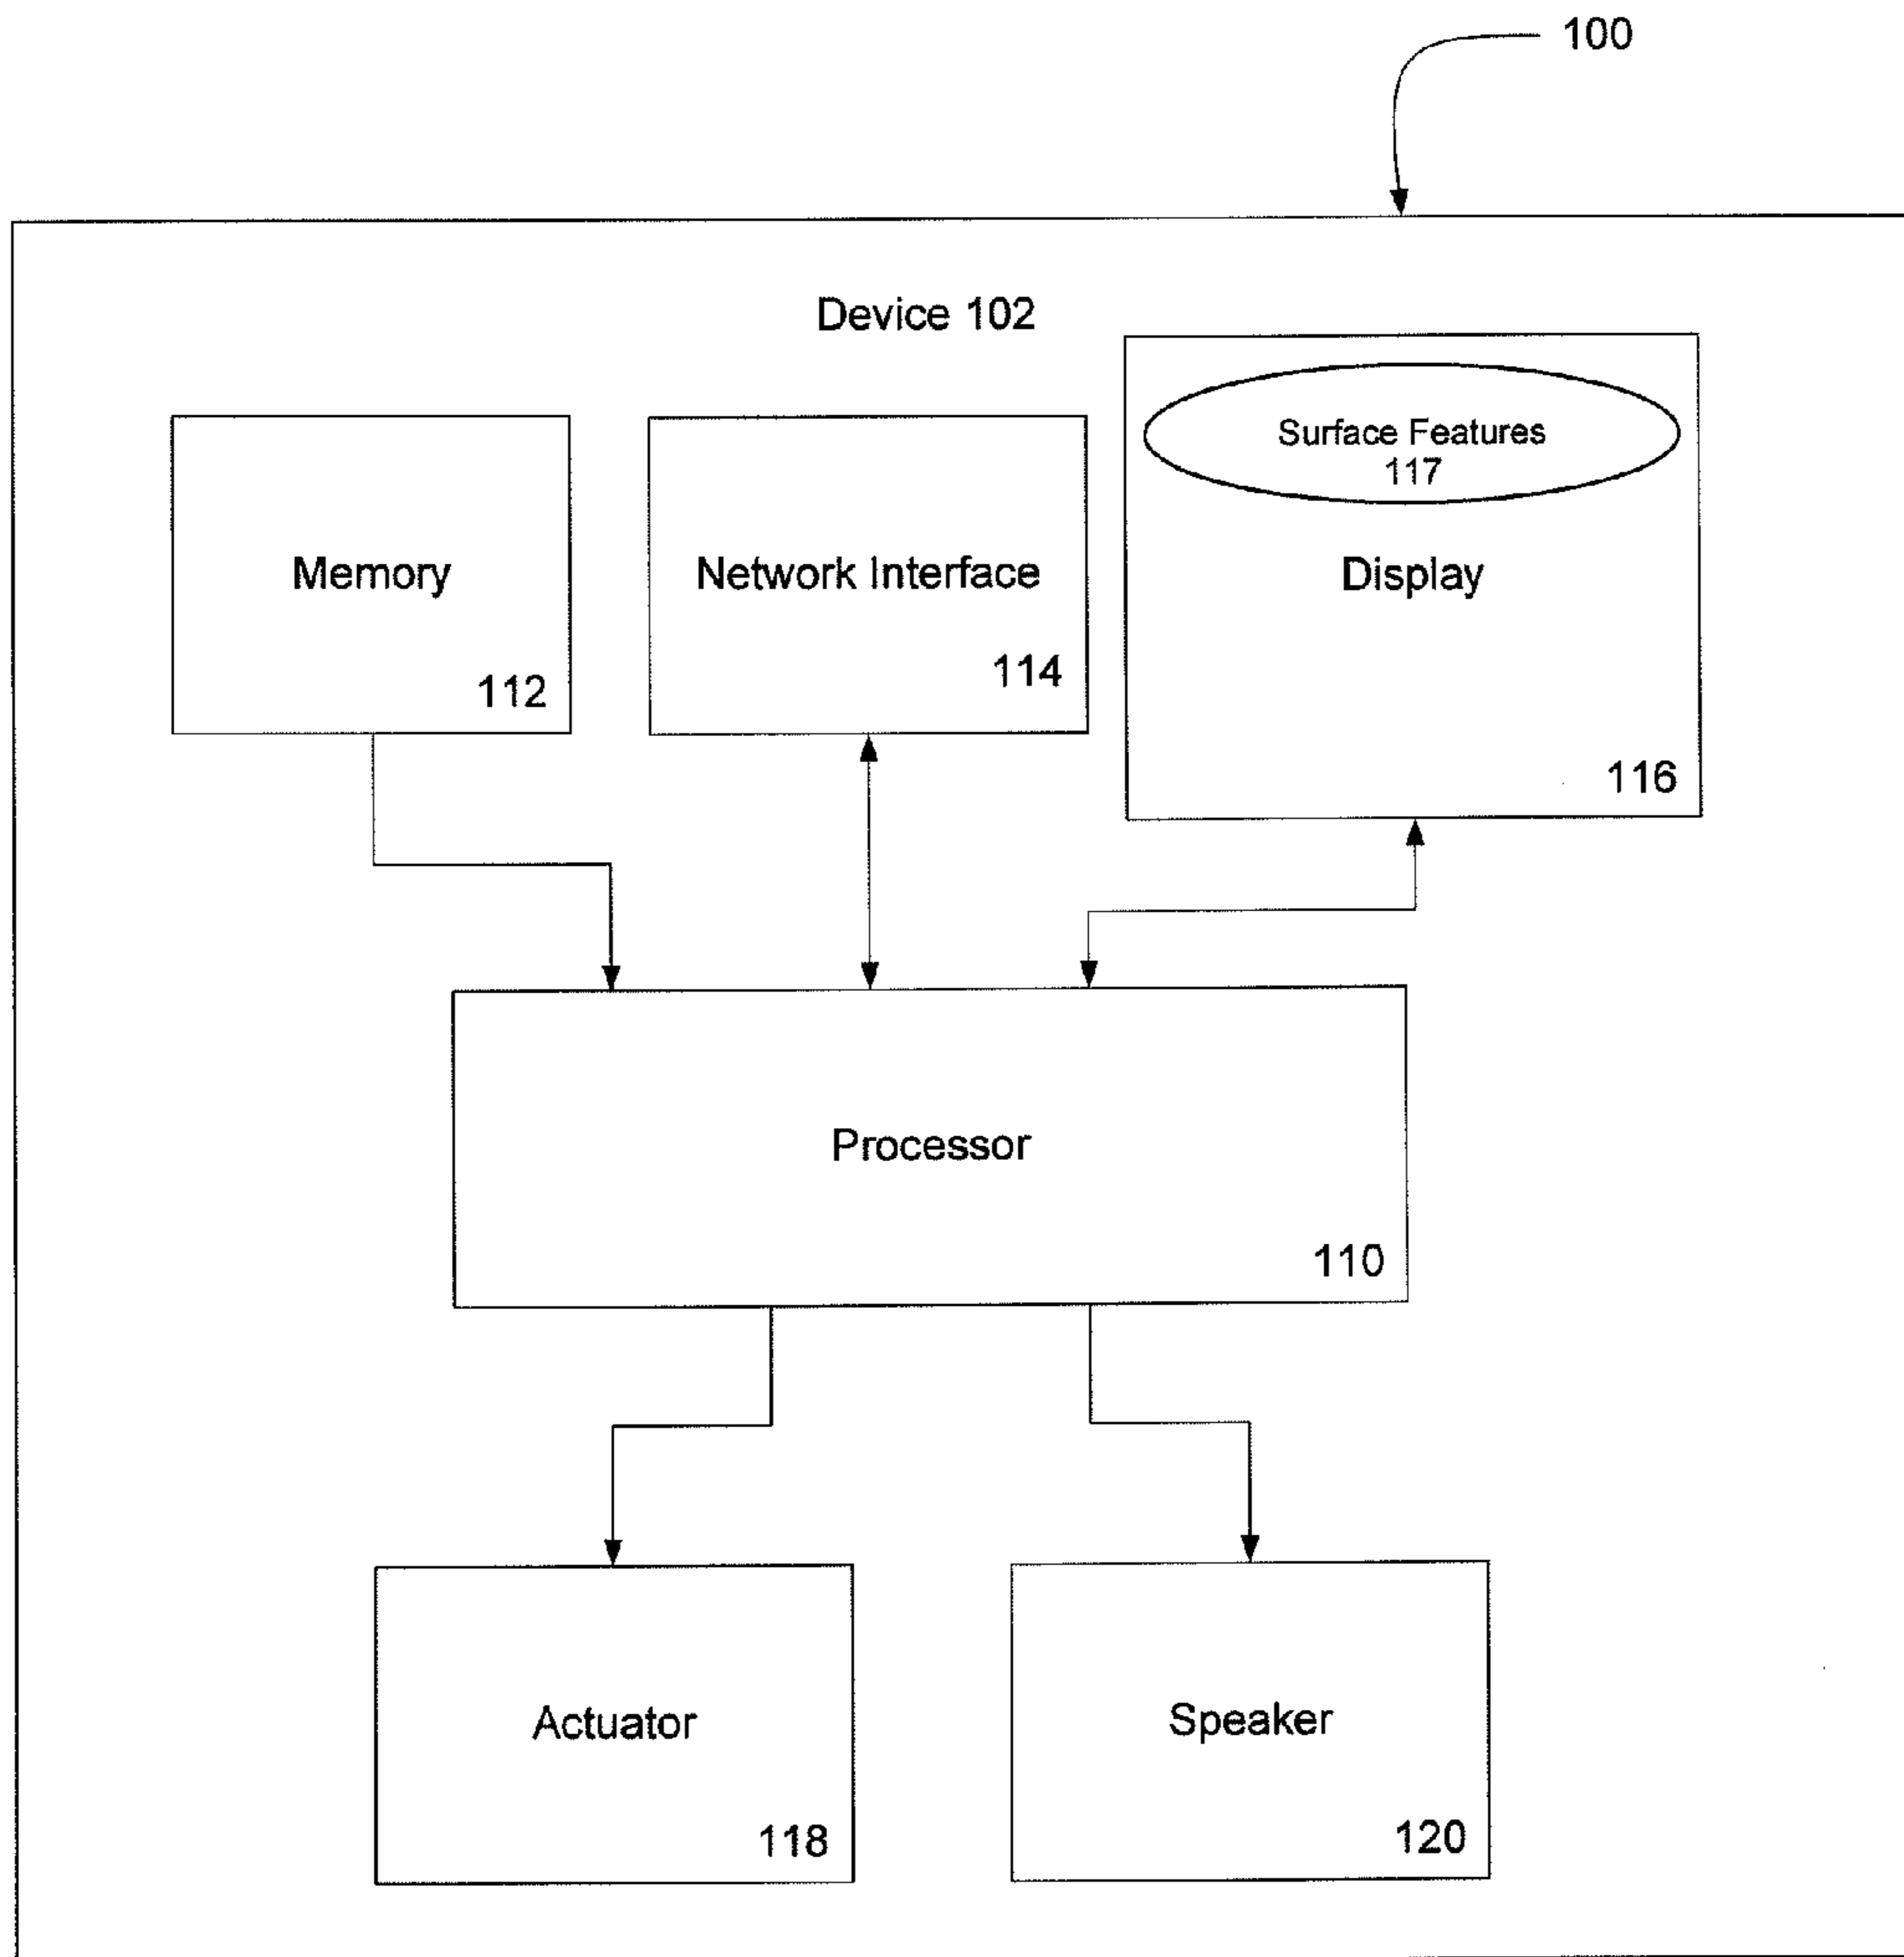 100
Device 102
Surface Features
117
Memory
Network Interface
Display
112
114
116
Processor
110
Actuator
Speaker
118
120